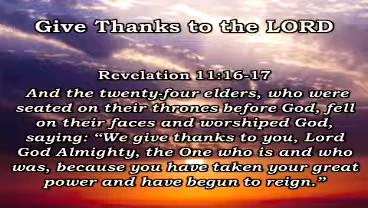 Give Thanks to the LORD
Revelation 11:16-17
And the twenty-four elders, who were
seated on their thrones before God, fell
on their faces and worshiped God,
saying: “We give thanks to you, Lord
God Almighty, the One who is and who
was, because you have taken your great
power and have begun to reign.”